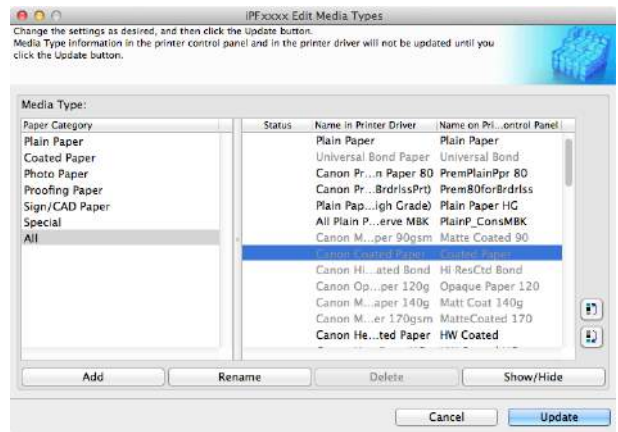 iPFxxxx Edit Media Types
Change the settings as desired, and then click the Update button.
Media Type information in the printer control panel and in the printer driver will not be updated until you
click the Update button.
Media Type:
Paper Category
Plain Paper
Coated Paper
Photo Paper
Proofing Paper
Sign/CAD Paper
Special
All
Status Name in Printer Driver Name on Pri...ontrol Panel
Plain Paper Plain Paper
Universal Bond Paper Universal Bond
Canon Pr...n Paper 80 PremPlainPpr 80
Canon Pr...BrdrlssPrt) Prem80forBrdrlss
Plain Pap...igh Grade) Plain Paper HG
All Plain P...erve MBK PlainP_ConsMBK
Canon M...per 90gsm Matte Coated 90
Canon Coated Paper Coated Paper
Canon Hi...ated Bond Hi-ResCtd Bond
Canon Op...per 120g Opaque Paper 120
Canon M...aper 140g Matt Coat 140g
Canon M...er 170gsm MatteCoated 170
Canon He...ted Paper HW Coated
Add Rename Delete Show/Hide
Cancel Update